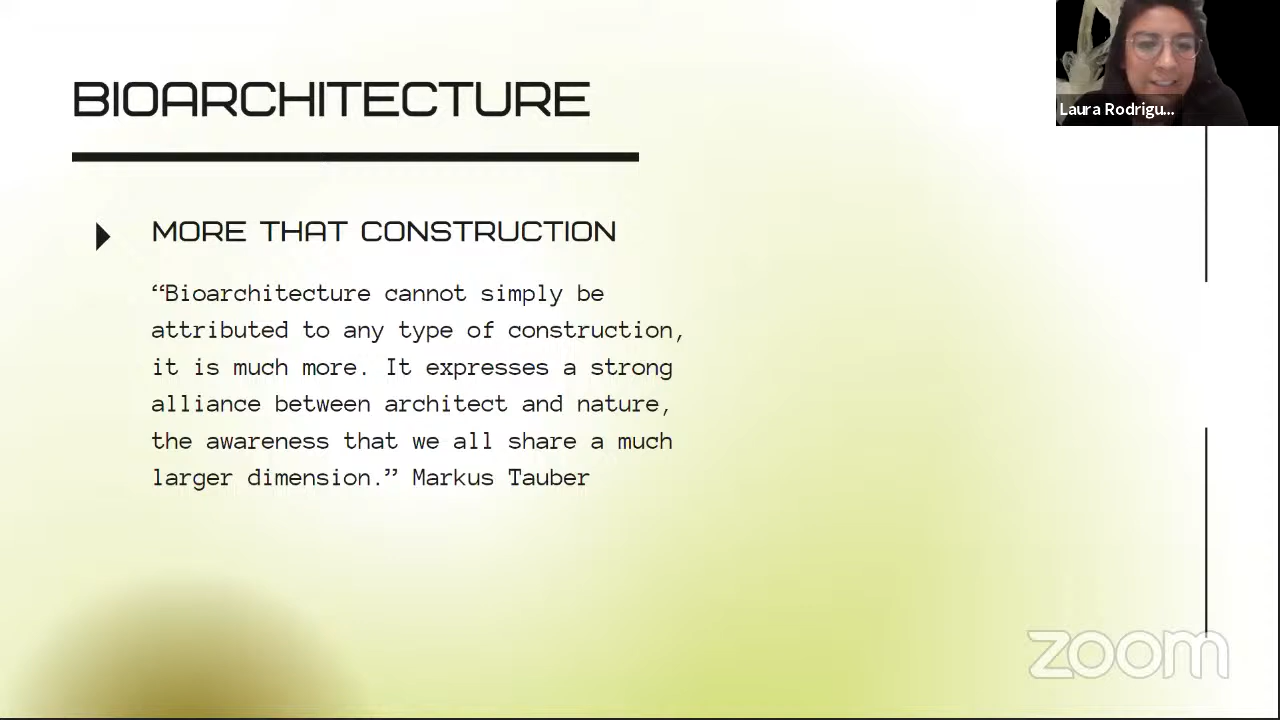 BIOARCHITECTURE
MORE THAT CONSTRUCTION
“Bioarchitecture cannot simply be
attributed to any type of construction,
it is much more. It expresses a strong
alliance between architect and nature,
the awareness that we all share a much
larger dimension.” Markus Tauber
Laura Rodrigu...
zoom